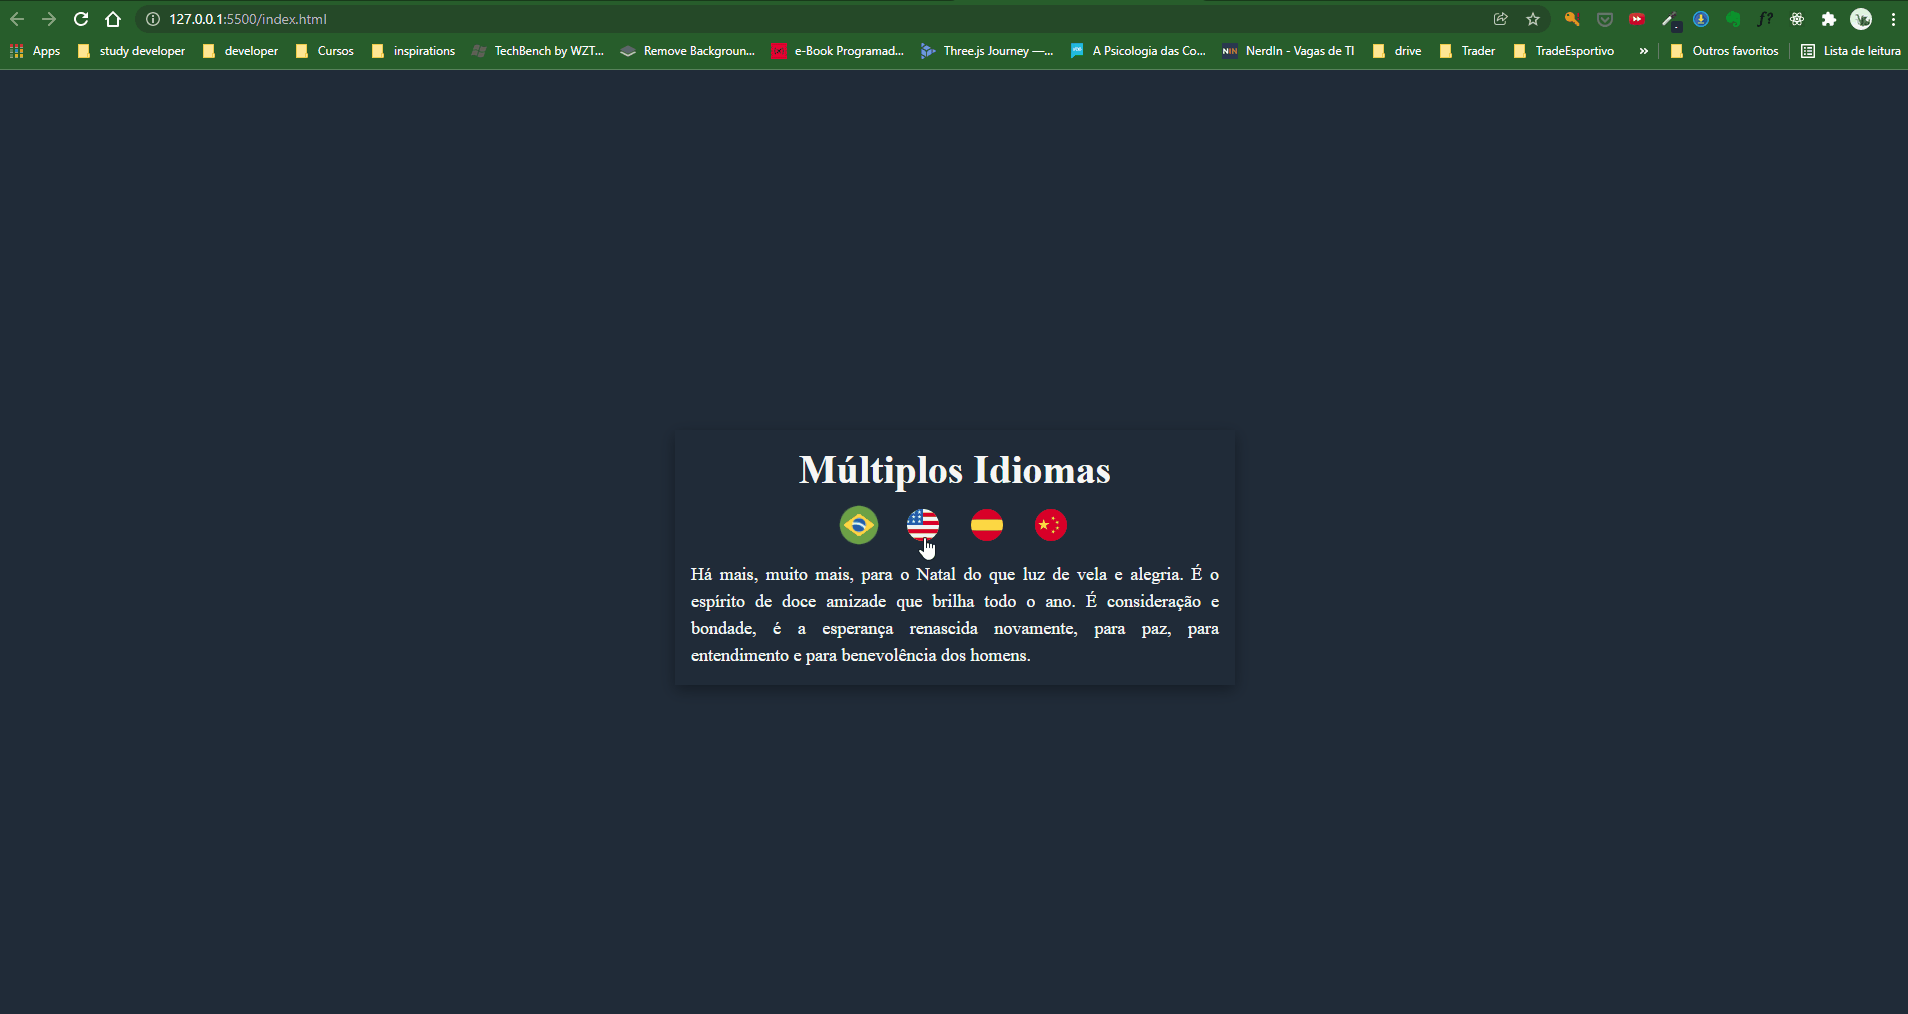 127.0.0.1:5500/index.html
Apps study developer developer Cursos inspirations TechBench by WZT... Remove Backgroun... e-Book Programad... Three.js Journey —... A Psicologia das Co... NIN NerdIn - Vagas de TI drive Trader TradeEsportivo » Outros favoritos Lista de leitura
Múltiplos Idiomas
Há mais, muito mais, para o Natal do que luz de vela e alegria. É o
espírito de doce amizade que brilha todo o ano. É consideração e
bondade, é a esperança renascida novamente, para paz, para
entendimento e para benevolência dos homens.